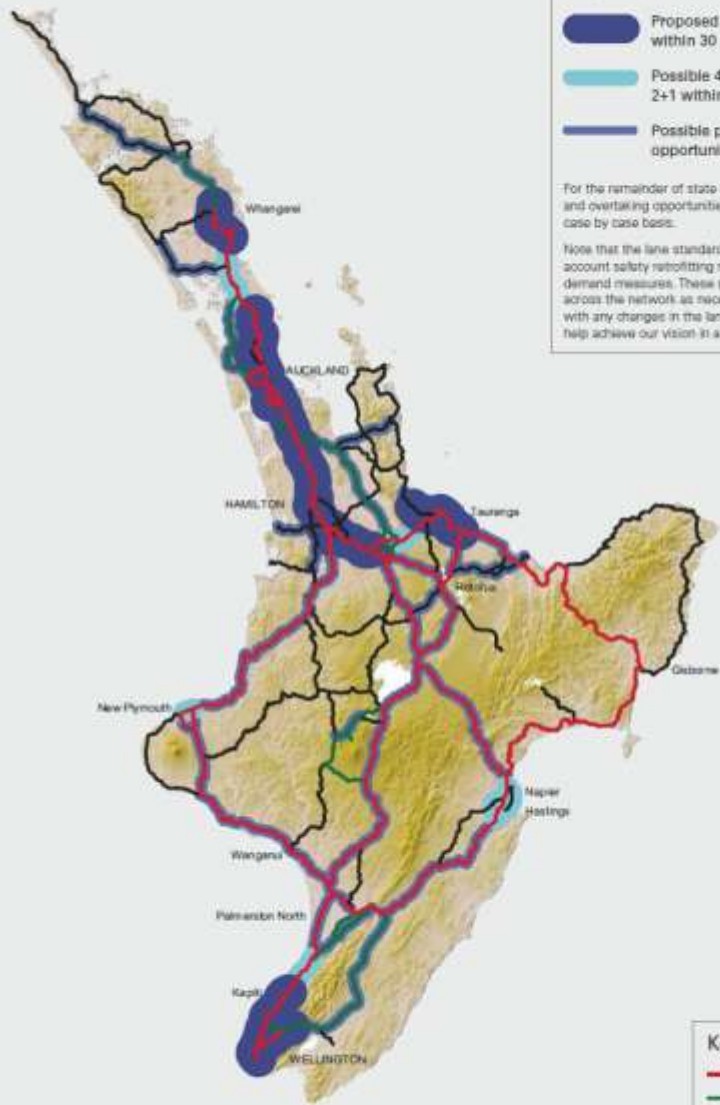 Proposed
within 30
Possible 4
2+1 within
Possible p
opportuni
For the remainder of state
and overtaking opportunities
case by case basis.
Note that the lane standard
account safety retrofitting
demand measures. These
across the network as nece
with any changes in the lan
help achieve our vision in a
Whangarei
AUCKLAND
HAMILTON
Tauranga
Rotorua
Gisborne
New Plymouth
Napier
Hastings
Wanganui
Palmerston North
Kapiti
WELLINGTON
K